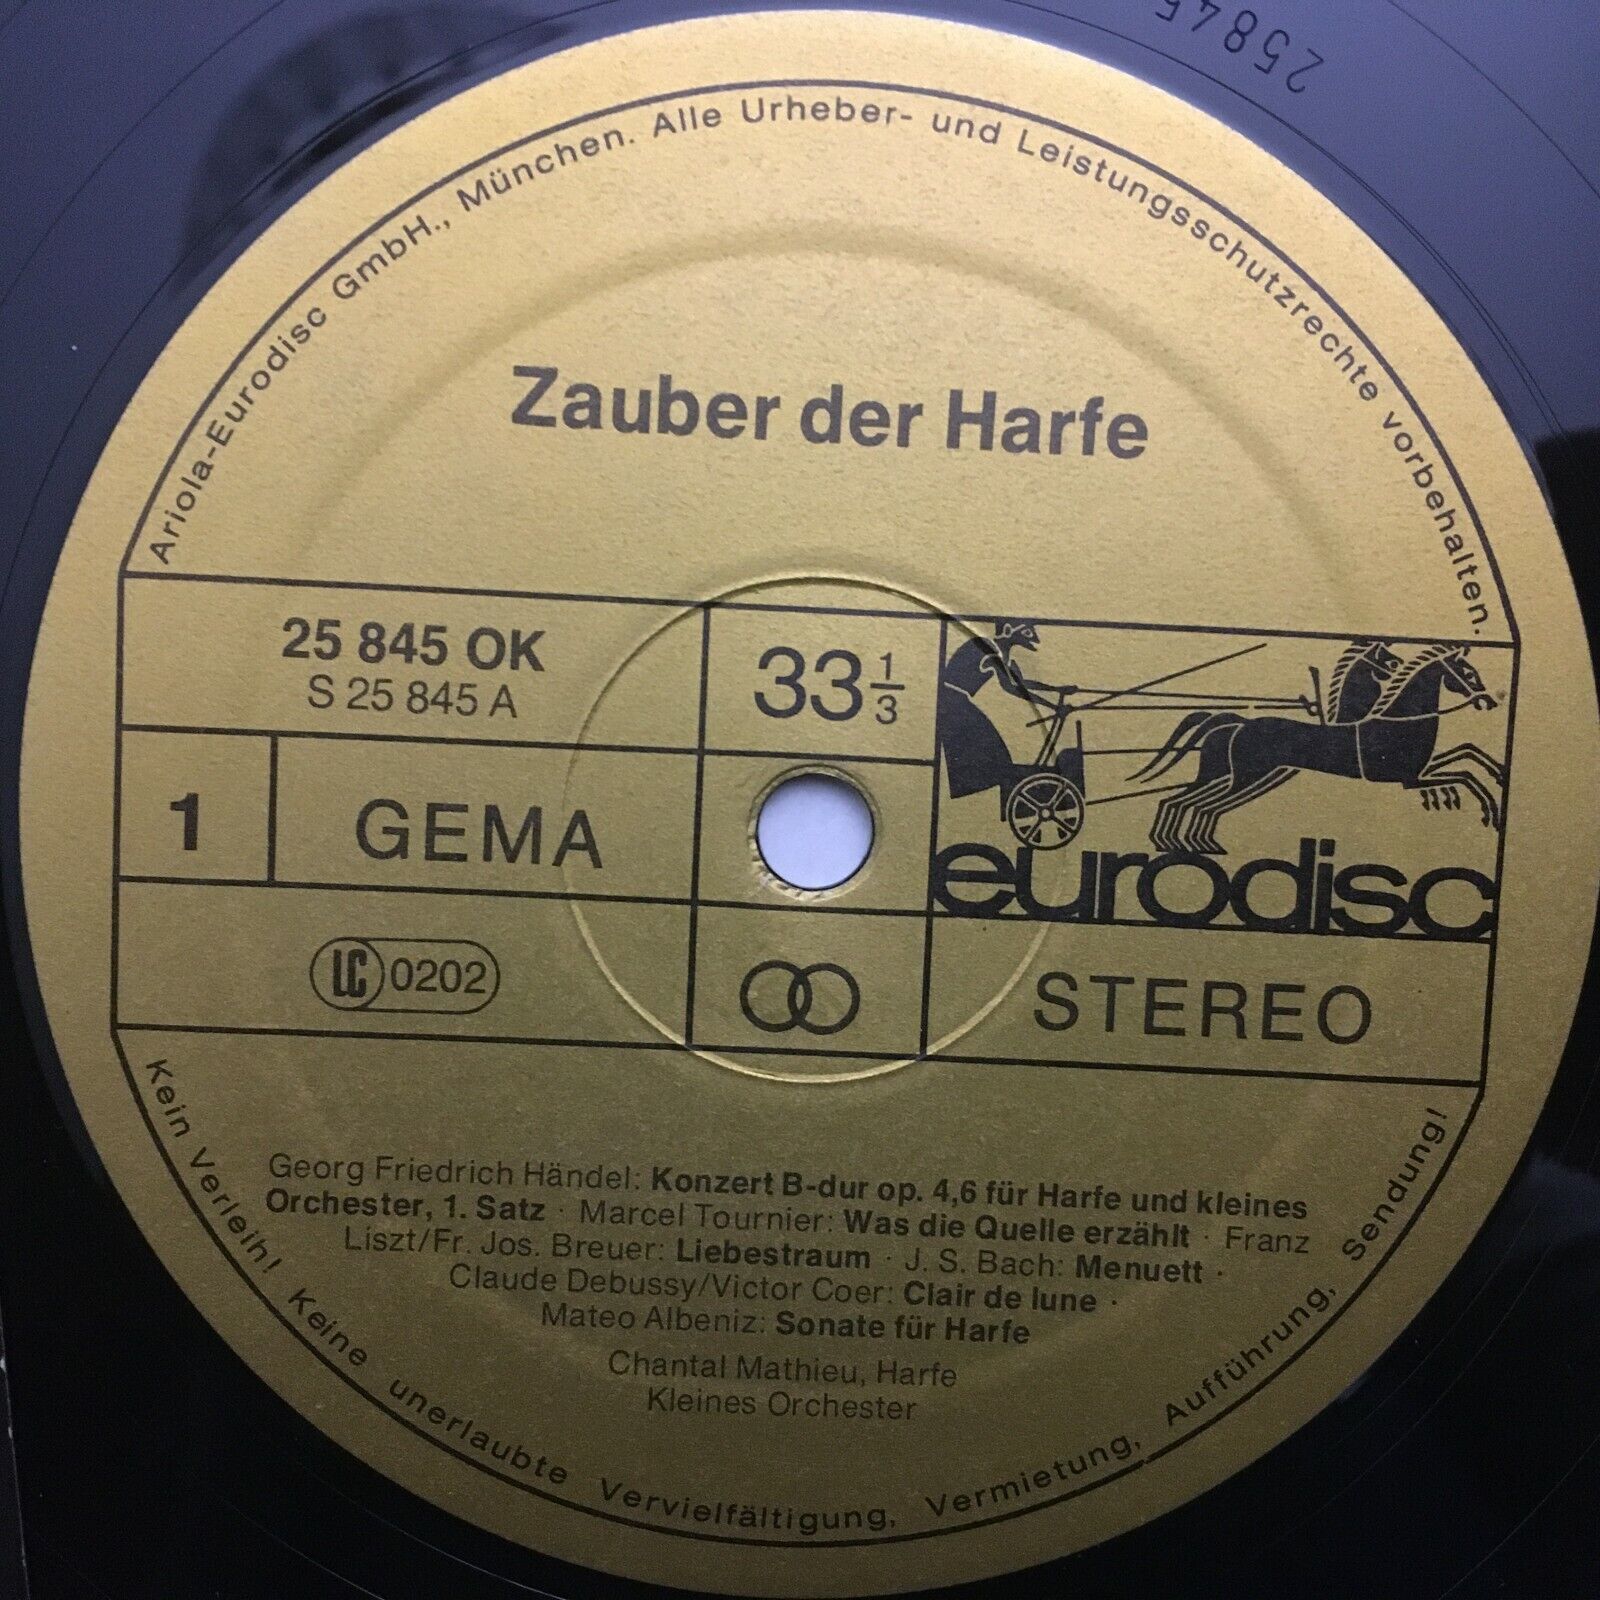 25845
Ariola-Eurodisc GmbH., München. Alle Urheber- und Leistungsschutzrechte vorbehalten.
Zauber der Harfe
25 845 OK
S 25 845 A
33 1/3
1
GEMA
eurodisc
LC 0202
STEREO
Georg Friedrich Händel: Konzert B-dur op. 4,6 für Harfe und kleines
Orchester, 1. Satz · Marcel Tournier: Was die Quelle erzählt · Franz
Liszt/Fr. Jos. Breuer: Liebestraum · J. S. Bach: Menuett ·
Claude Debussy/Victor Coer: Clair de lune ·
Mateo Albeniz: Sonate für Harfe
Chantal Mathieu, Harfe
Kleines Orchester
Kein Verleih! Keine unerlaubte Vervielfältigung, Vermietung, Aufführung, Sendung!